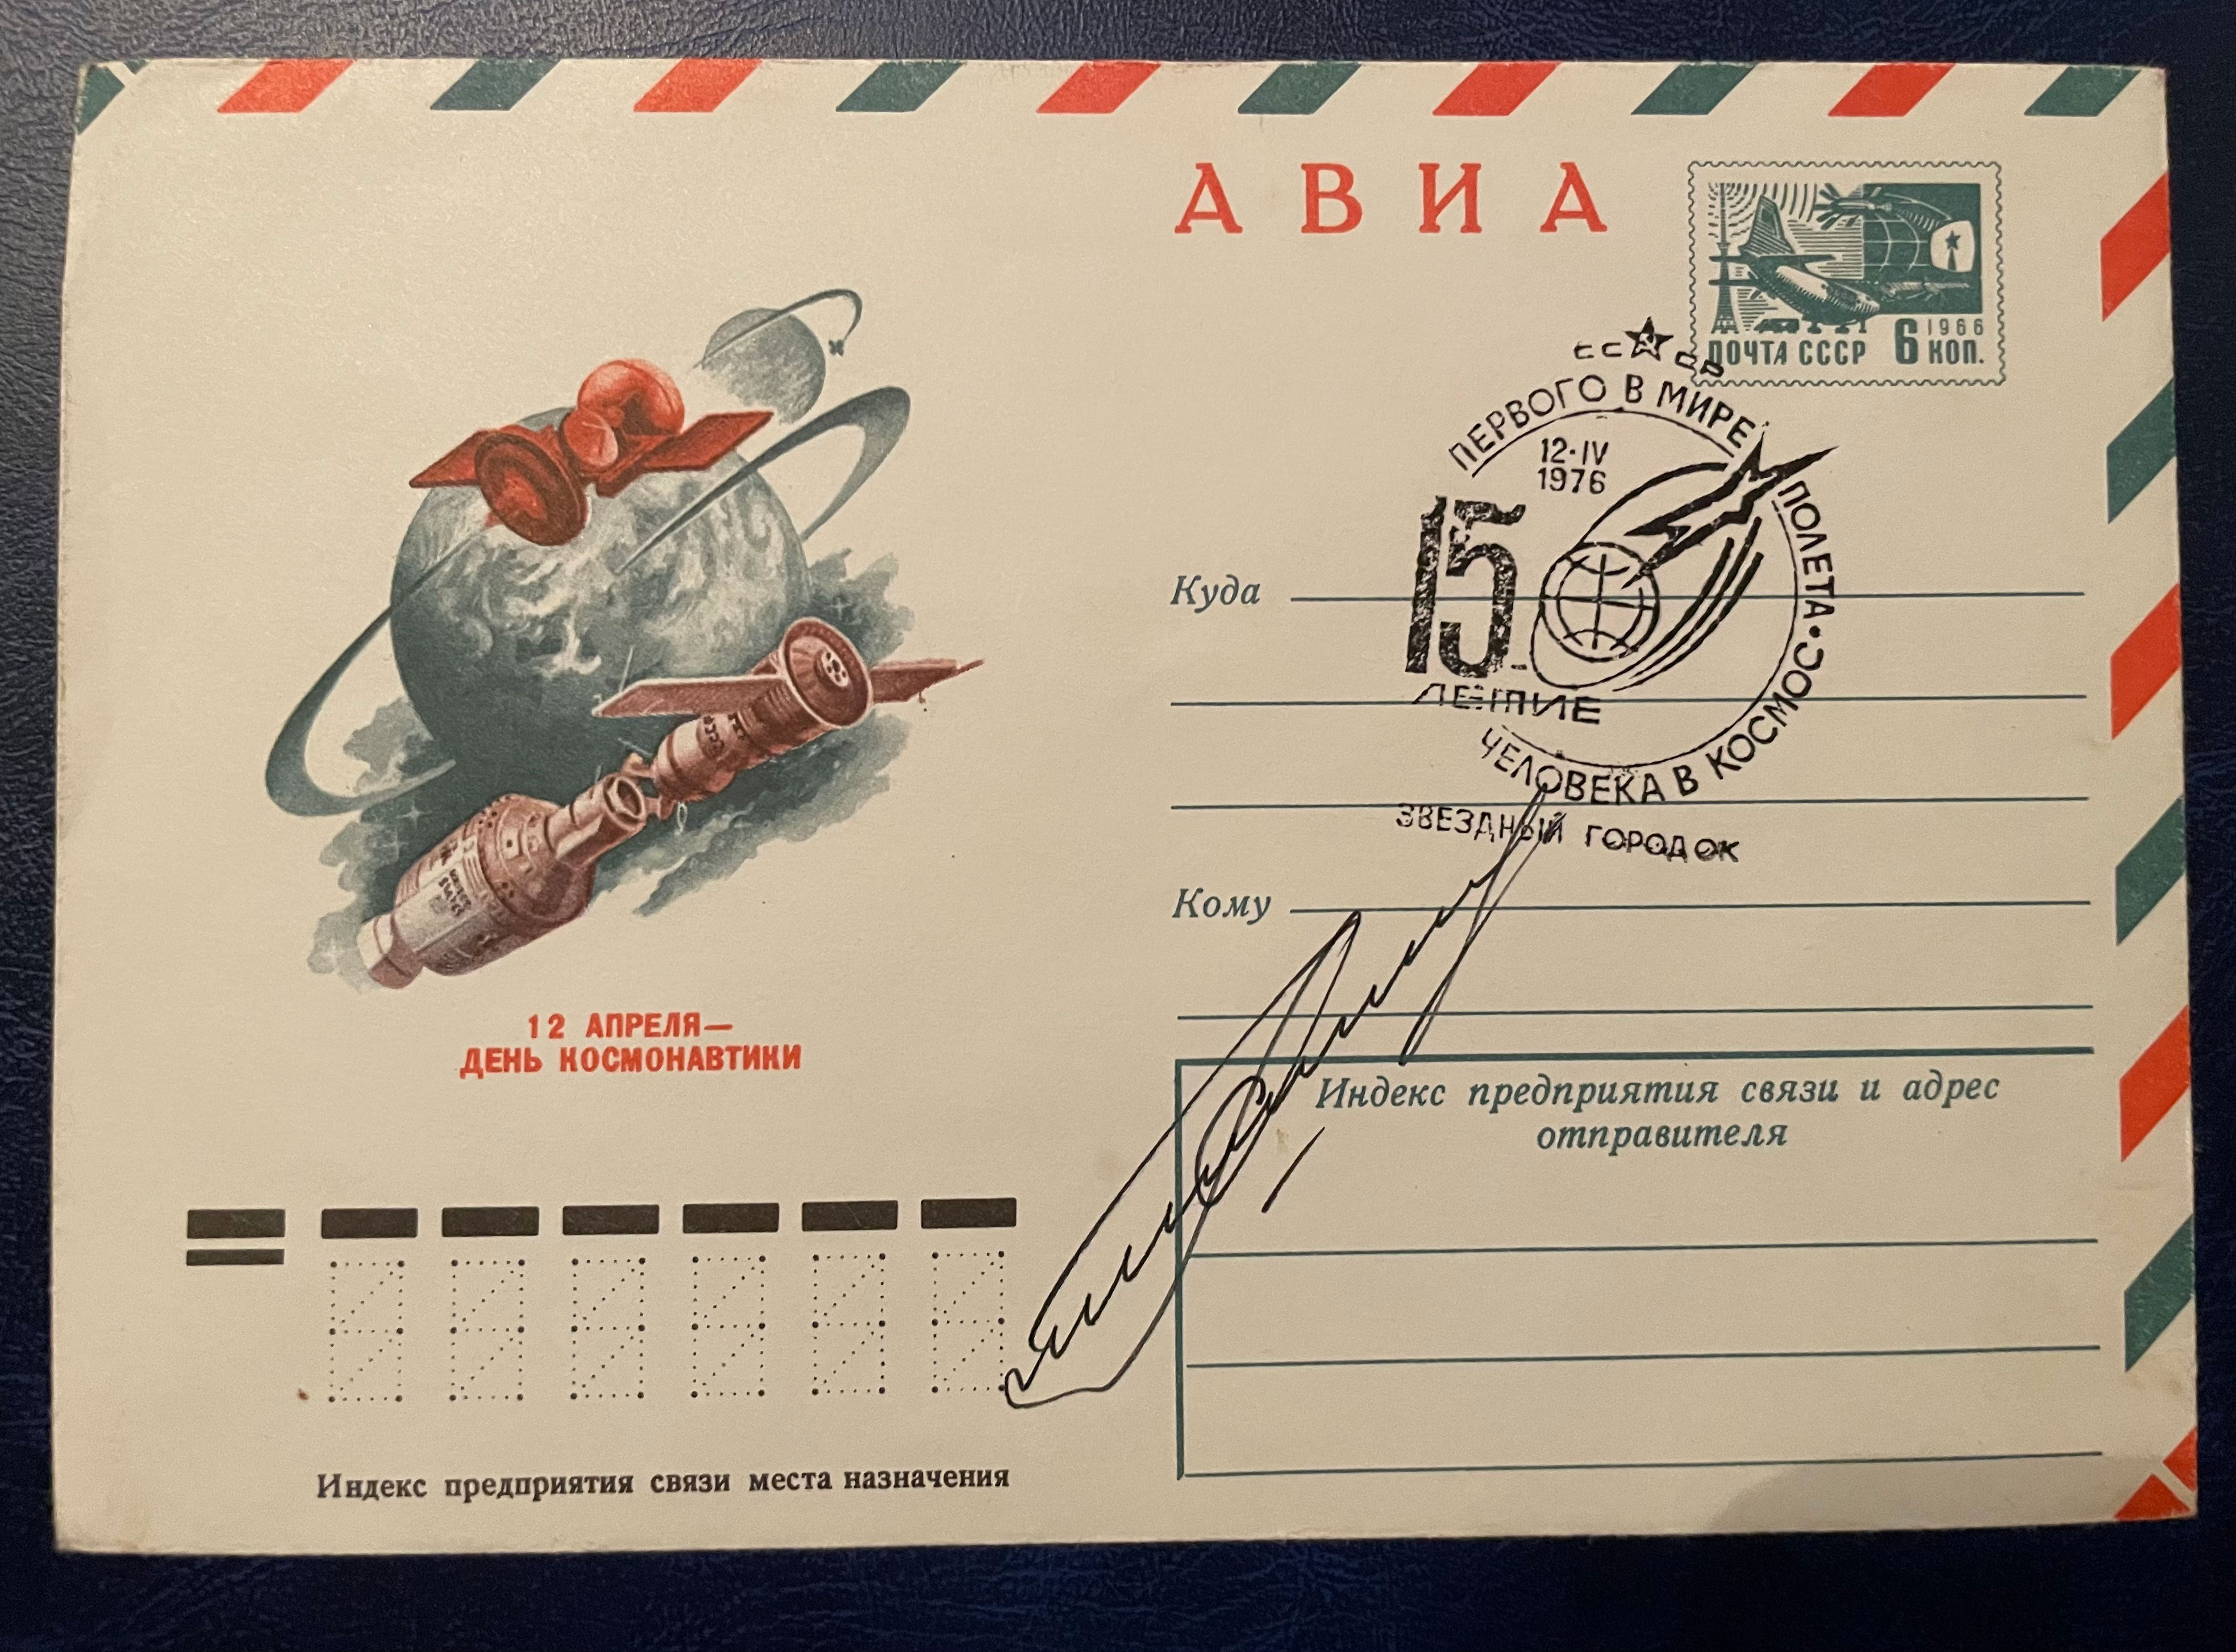 АВИА
1966
ПОЧТА СССР 6 КОП.
СССР
ПЕРВОГО В МИРЕ ПОЛЕТА • ЧЕЛОВЕКА В КОСМОС
12·IV
1976
15
ЛЕТИЕ
ЗВЕЗДНЫЙ ГОРОДОК
Куда
Кому
12 АПРЕЛЯ—
ДЕНЬ КОСМОНАВТИКИ
Индекс предприятия связи и адрес
отправителя
Индекс предприятия связи места назначения